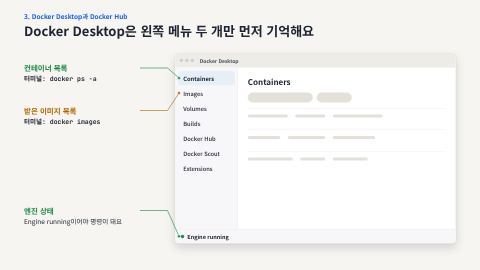 3. Docker Desktop과 Docker Hub
Docker Desktop은 왼쪽 메뉴 두 개만 먼저 기억해요
컨테이너 목록
터미널: docker ps -a
받은 이미지 목록
터미널: docker images
엔진 상태
Engine running이어야 명령이 돼요
Docker Desktop
Containers
Images
Volumes
Builds
Docker Hub
Docker Scout
Extensions
Containers
Engine running